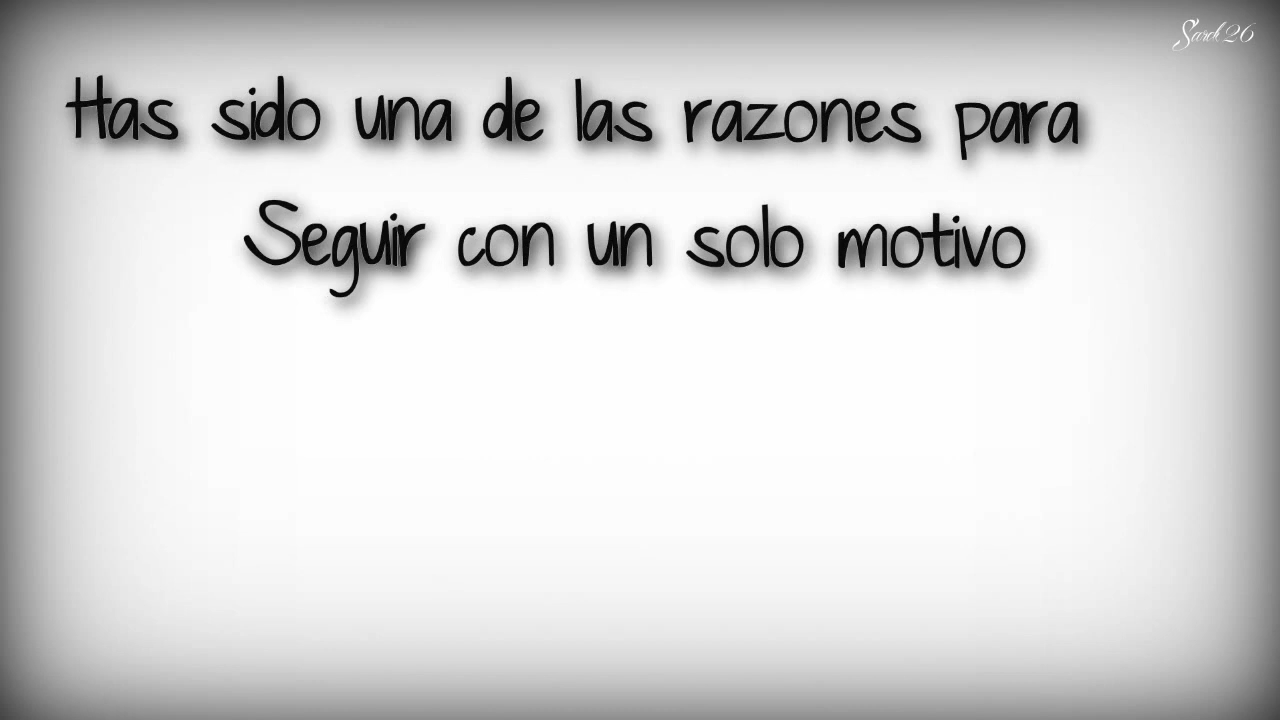 Has sido una de las razones para
Seguir con un solo motivo